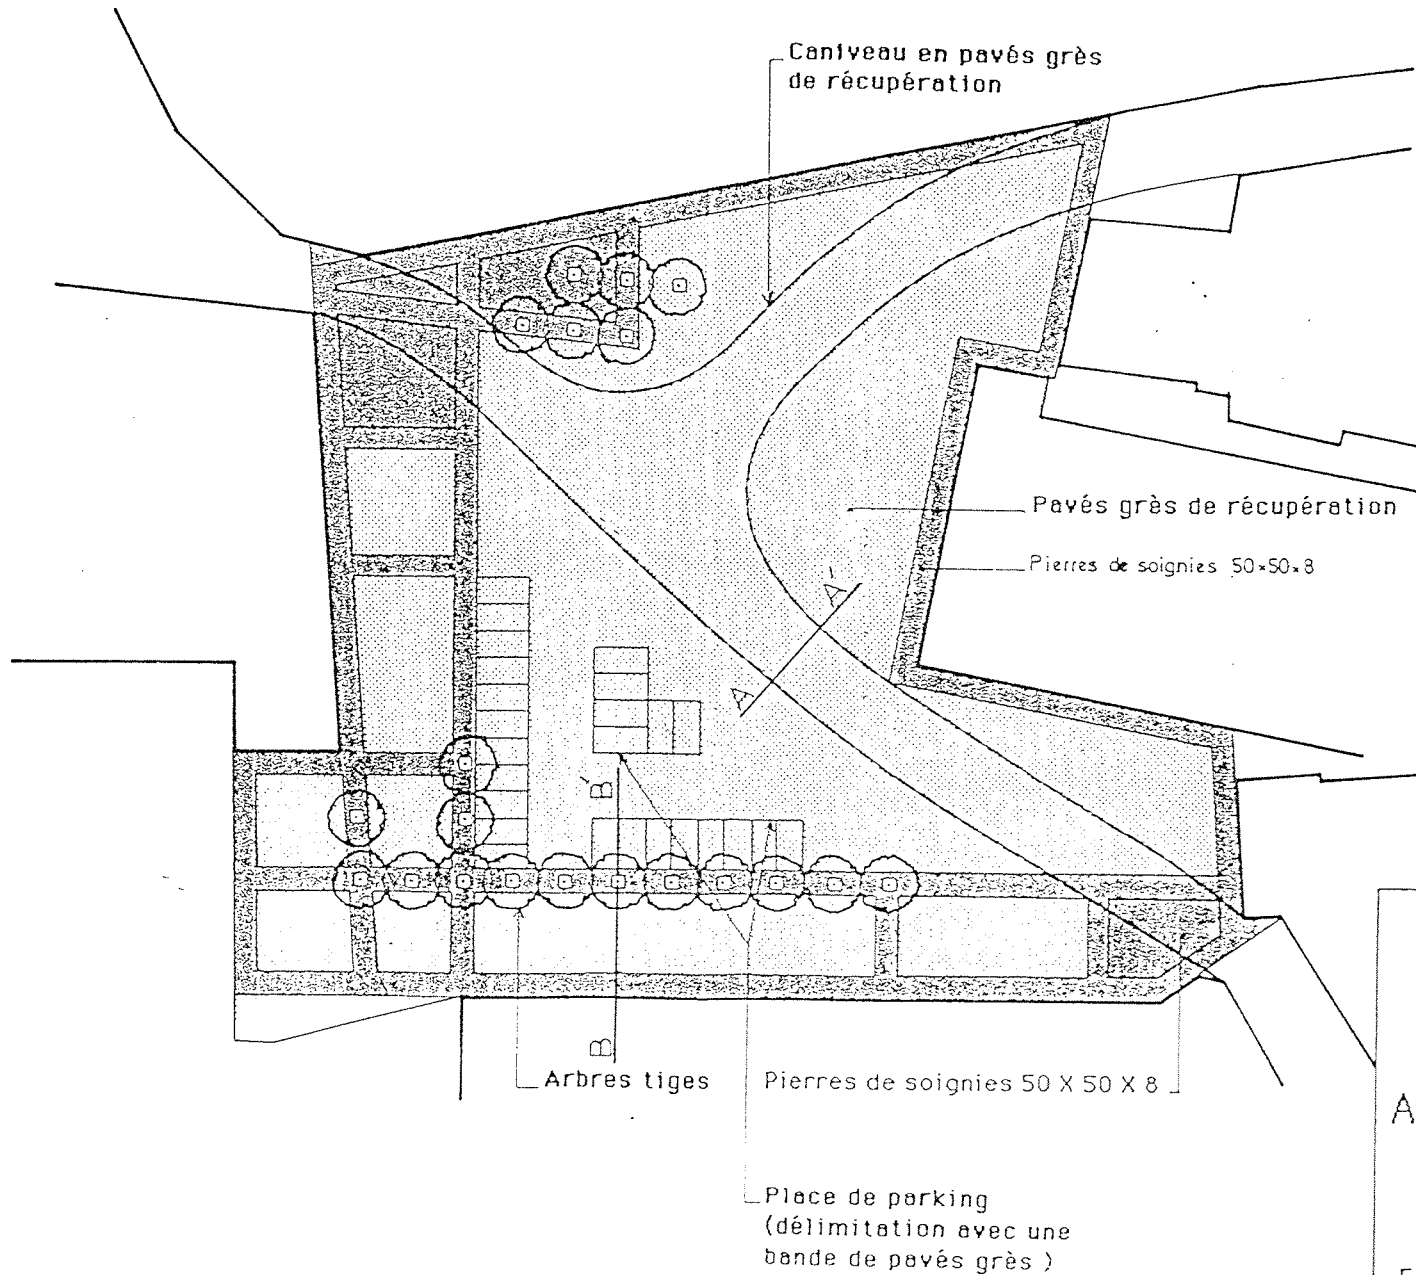 Caniveau en pavés grès
de récupération
Pavés grès de récupération
Pierres de soignies 50×50×8
A'
A
B'
B
Arbres tiges
Pierres de soignies 50 X 50 X 8
A
Place de parking
(délimitation avec une
bande de pavés grès )